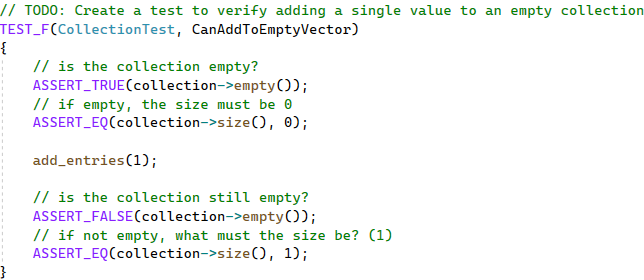 // TODO: Create a test to verify adding a single value to an empty collection
TEST_F(CollectionTest, CanAddToEmptyVector)
{
    // is the collection empty?
    ASSERT_TRUE(collection->empty());
    // if empty, the size must be 0
    ASSERT_EQ(collection->size(), 0);

    add_entries(1);

    // is the collection still empty?
    ASSERT_FALSE(collection->empty());
    // if not empty, what must the size be? (1)
    ASSERT_EQ(collection->size(), 1);
}